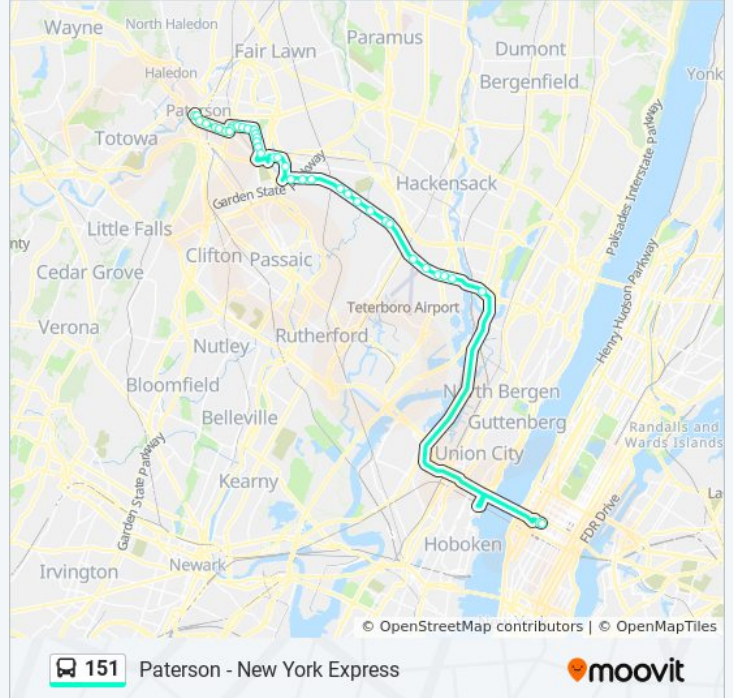 Wayne
North Haledon
Fair Lawn
Paramus
Dumont
Bergenfield
Haledon
Yonk
Paterson
Totowa
Garden State Parkway
Hackensack
Palisades Interstate Parkway
Little Falls
nty
Clifton
Passaic
Cedar Grove
Henry Hudson Parkway
Teterboro Airport
Verona
Rutherford
Nutley
Bloomfield
North Bergen
Belleville
Guttenberg
Randalls and
Wards Islands
Union City
Garden State Parkway
Kearny
La
FDR Drive
Hoboken
Newark
Irvington
© OpenStreetMap contributors | © OpenMapTiles
151 Paterson - New York Express
moovit